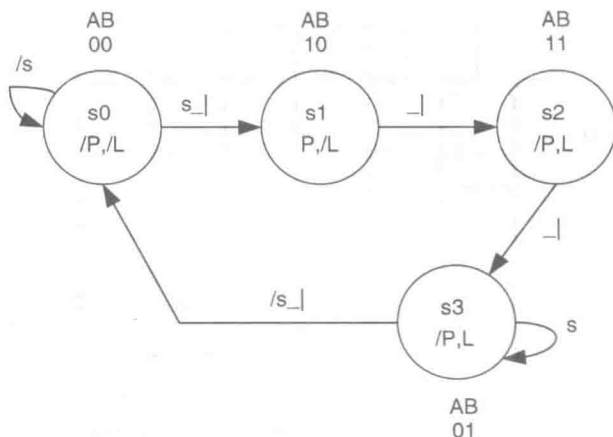 AB
00
AB
10
AB
11
/s
s0
/P,/L
s_|
s1
P,/L
_|
s2
/P,L
_|
/s_|
s3
/P,L
s
AB
01